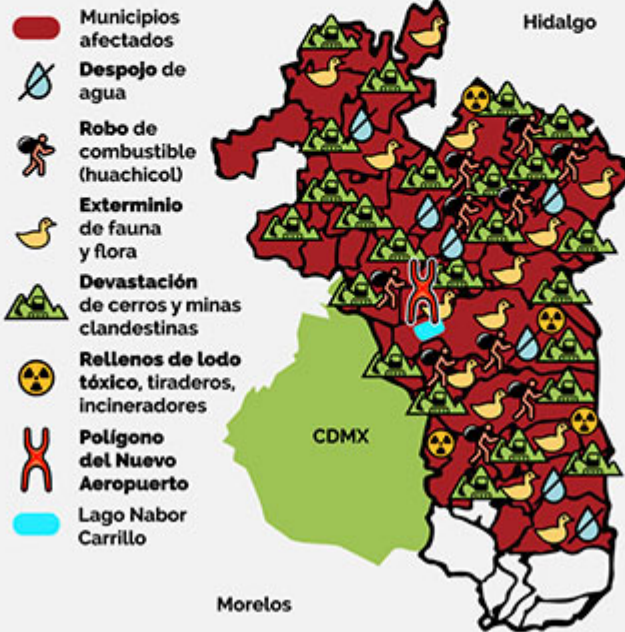 Municipios
afectados
Despojo de
agua
Robo de
combustible
(huachicol)
Exterminio
de fauna
y flora
Devastación
de cerros y minas
clandestinas
Rellenos de lodo
tóxico, tiraderos,
incineradores
Polígono
del Nuevo
Aeropuerto
Lago Nabor
Carrillo
Hidalgo
CDMX
Morelos